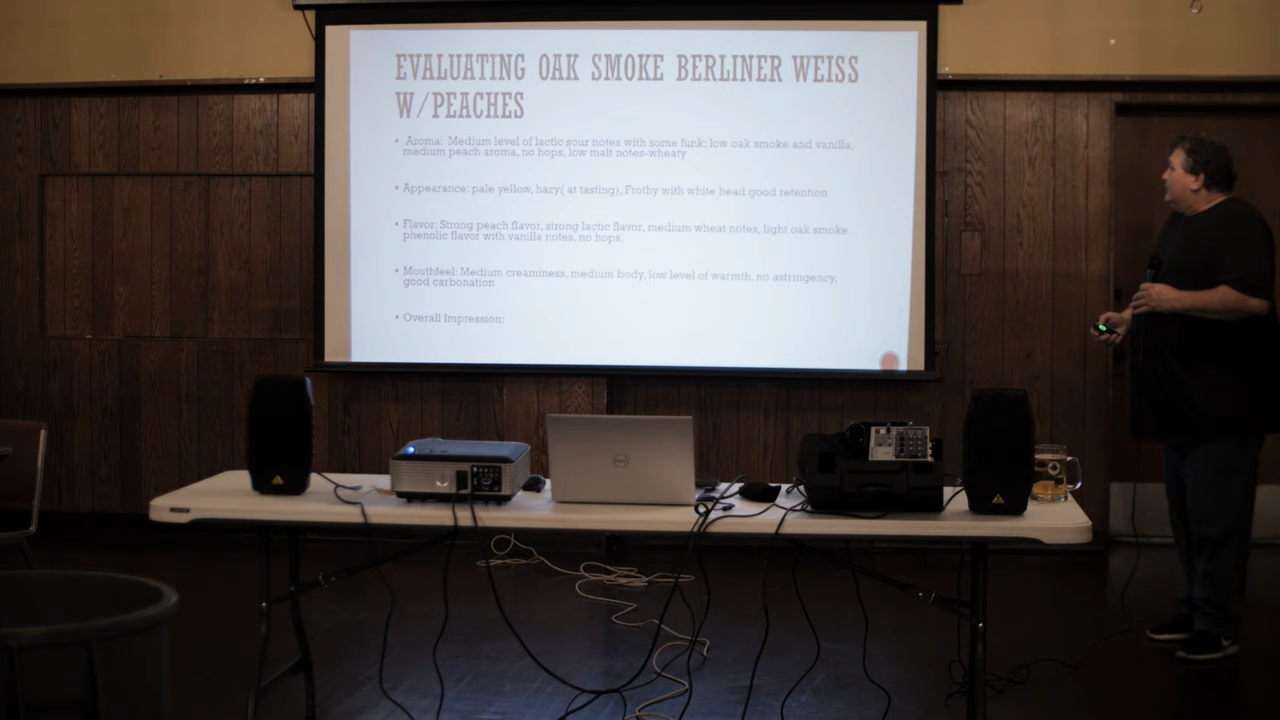 EVALUATING OAK SMOKE BERLINER WEISS
W/PEACHES
• Aroma: Medium level of lactic sour notes with some funk; low oak smoke and vanilla,
medium peach aroma, no hops, low malt notes-wheaty
• Appearance: pale yellow, hazy( at tasting), Frothy with white head good retention
• Flavor: Strong peach flavor, strong lactic flavor, medium wheat notes, light oak smoke
phenolic flavor with vanilla notes, no hops,
• Mouthfeel: Medium creaminess, medium body, low level of warmth, no astringency,
good carbonation
• Overall Impression:
DELL